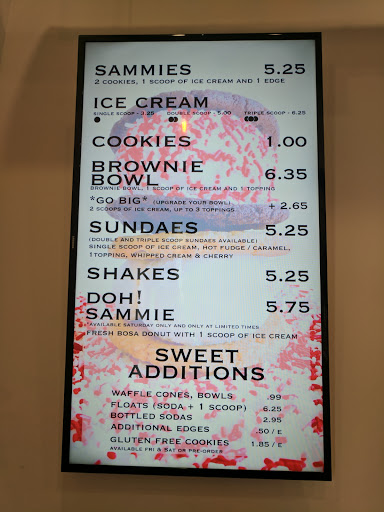 SAMMIES 5.25
2 COOKIES, 1 SCOOP OF ICE CREAM AND 1 EDGE
ICE CREAM
SINGLE SCOOP - 3.25 DOUBLE SCOOP - 5.00 TRIPLE SCOOP - 6.25
COOKIES 1.00
BROWNIE
BOWL 6.35
BROWNIE BOWL, 1 SCOOP OF ICE CREAM AND 1 TOPPING
*GO BIG* (UPGRADE YOUR BOWL) + 2.65
2 SCOOPS OF ICE CREAM, UP TO 3 TOPPINGS
SUNDAES 5.25
(DOUBLE AND TRIPLE SCOOP SUNDAES AVAILABLE)
SINGLE SCOOP OF ICE CREAM, HOT FUDGE / CARAMEL,
1 TOPPING, WHIPPED CREAM & CHERRY
SHAKES 5.25
DOH!
SAMMIE 5.75
*AVAILABLE SATURDAY ONLY AND ONLY AT LIMITED TIMES
FRESH BOSA DONUT WITH 1 SCOOP OF ICE CREAM
SWEET
ADDITIONS
WAFFLE CONES, BOWLS .99
FLOATS (SODA + 1 SCOOP) 6.25
BOTTLED SODAS 2.95
ADDITIONAL EDGES .50 / E
GLUTEN FREE COOKIES 1.85 / E
AVAILABLE FRI & SAT OR PRE-ORDER